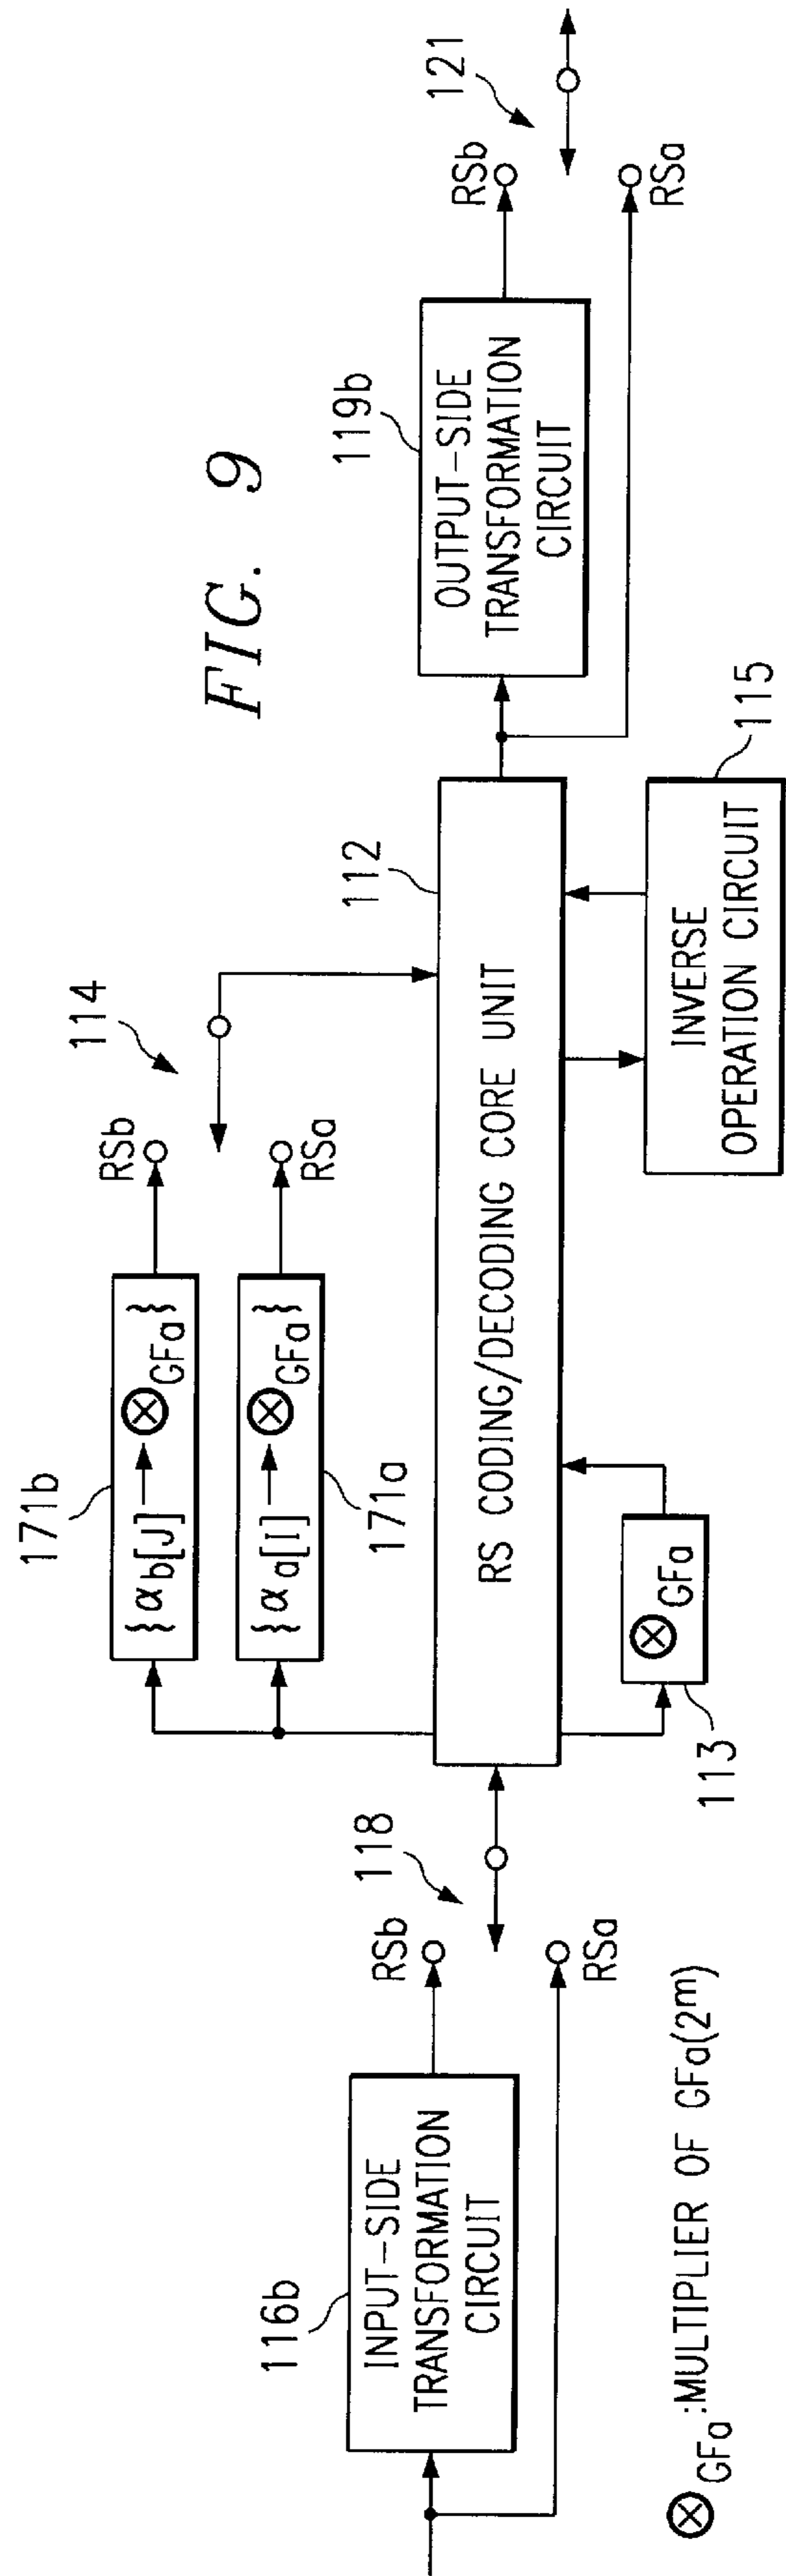 FIG. 9
116b
INPUT-SIDE
TRANSFORMATION
CIRCUIT
RSb
RSa
118
171b
{αb[J]→⊗GFa}
171a
{αa[I]→⊗GFa}
RSb
RSa
114
112
RS CODING/DECODING CORE UNIT
113
⊗GFa
INVERSE
OPERATION CIRCUIT
115
119b
OUTPUT-SIDE
TRANSFORMATION
CIRCUIT
RSb
RSa
121
⊗GFa:MULTIPLIER OF GFa(2^m)